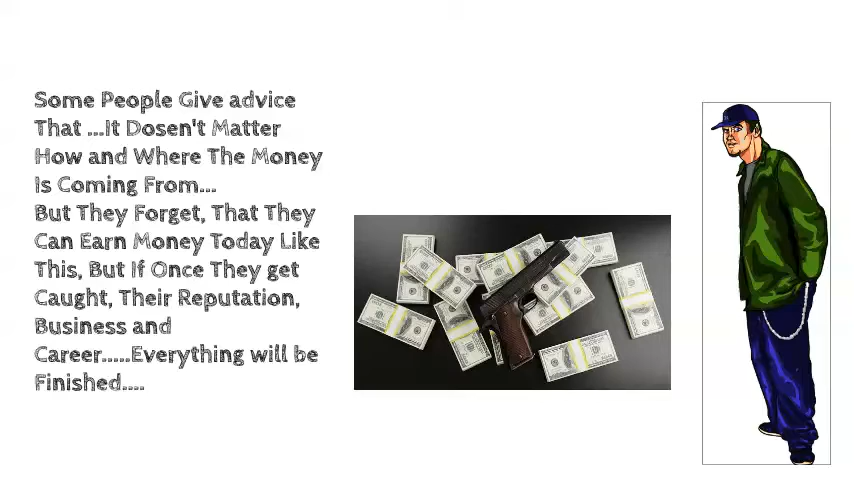 Some People Give advice
That ...It Dosen't Matter
How and Where The Money
Is Coming From...
But They Forget, That They
Can Earn Money Today Like
This, But If Once They get
Caught, Their Reputation,
Business and
Career.....Everything will be
Finished....